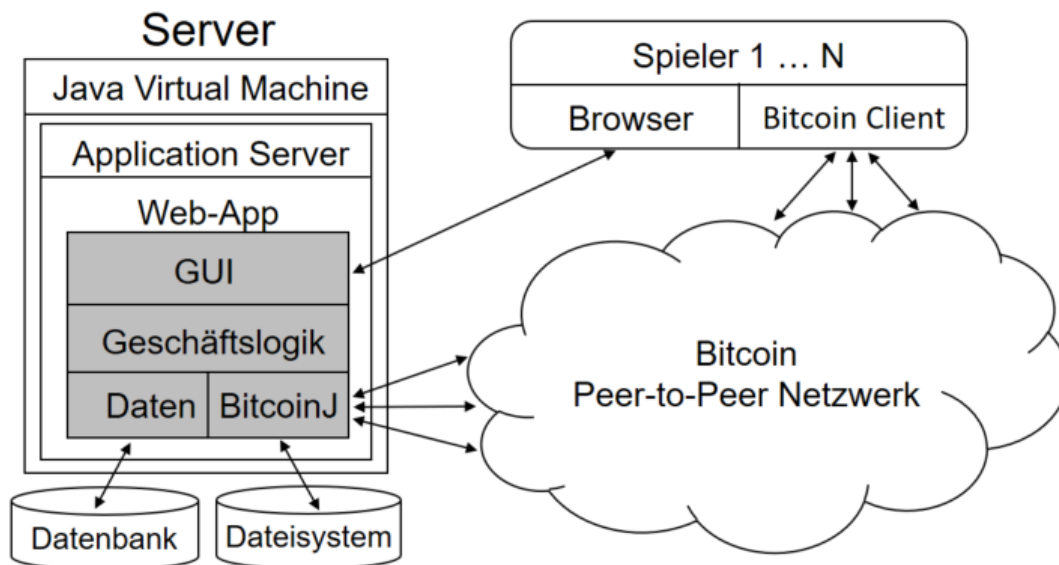 Server
Java Virtual Machine
Application Server
Web-App
GUI
Geschäftslogik
Daten
BitcoinJ
Datenbank
Dateisystem
Spieler 1 … N
Browser
Bitcoin Client
Bitcoin
Peer-to-Peer Netzwerk